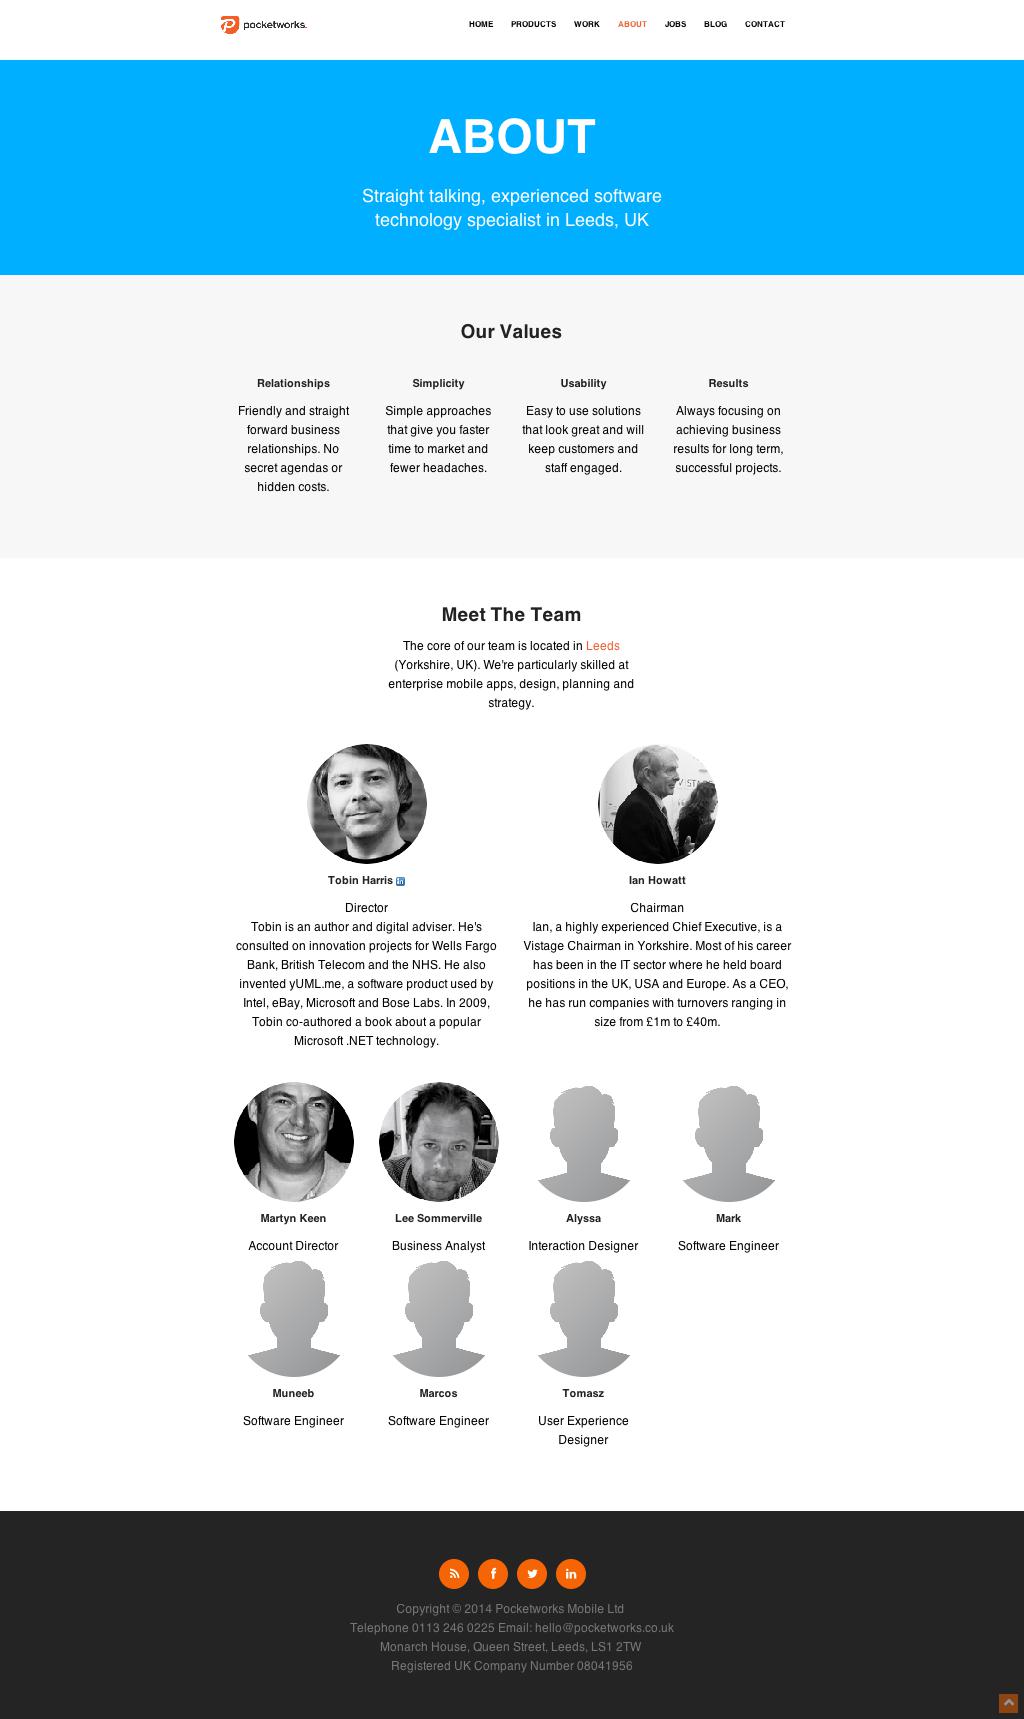 pocketworks.
HOME PRODUCTS WORK ABOUT JOBS BLOG CONTACT
ABOUT
Straight talking, experienced software
technology specialist in Leeds, UK
Our Values
Relationships
Friendly and straight
forward business
relationships. No
secret agendas or
hidden costs.
Simplicity
Simple approaches
that give you faster
time to market and
fewer headaches.
Usability
Easy to use solutions
that look great and will
keep customers and
staff engaged.
Results
Always focusing on
achieving business
results for long term,
successful projects.
Meet The Team
The core of our team is located in Leeds
(Yorkshire, UK). We're particularly skilled at
enterprise mobile apps, design, planning and
strategy.
Tobin Harris
Director
Tobin is an author and digital adviser. He's
consulted on innovation projects for Wells Fargo
Bank, British Telecom and the NHS. He also
invented yUML.me, a software product used by
Intel, eBay, Microsoft and Bose Labs. In 2009,
Tobin co-authored a book about a popular
Microsoft .NET technology.
Ian Howatt
Chairman
Ian, a highly experienced Chief Executive, is a
Vistage Chairman in Yorkshire. Most of his career
has been in the IT sector where he held board
positions in the UK, USA and Europe. As a CEO,
he has run companies with turnovers ranging in
size from £1m to £40m.
Martyn Keen
Account Director
Lee Sommerville
Business Analyst
Alyssa
Interaction Designer
Mark
Software Engineer
Muneeb
Software Engineer
Marcos
Software Engineer
Tomasz
User Experience
Designer
Copyright © 2014 Pocketworks Mobile Ltd
Telephone 0113 246 0225 Email: hello@pocketworks.co.uk
Monarch House, Queen Street, Leeds, LS1 2TW
Registered UK Company Number 08041956